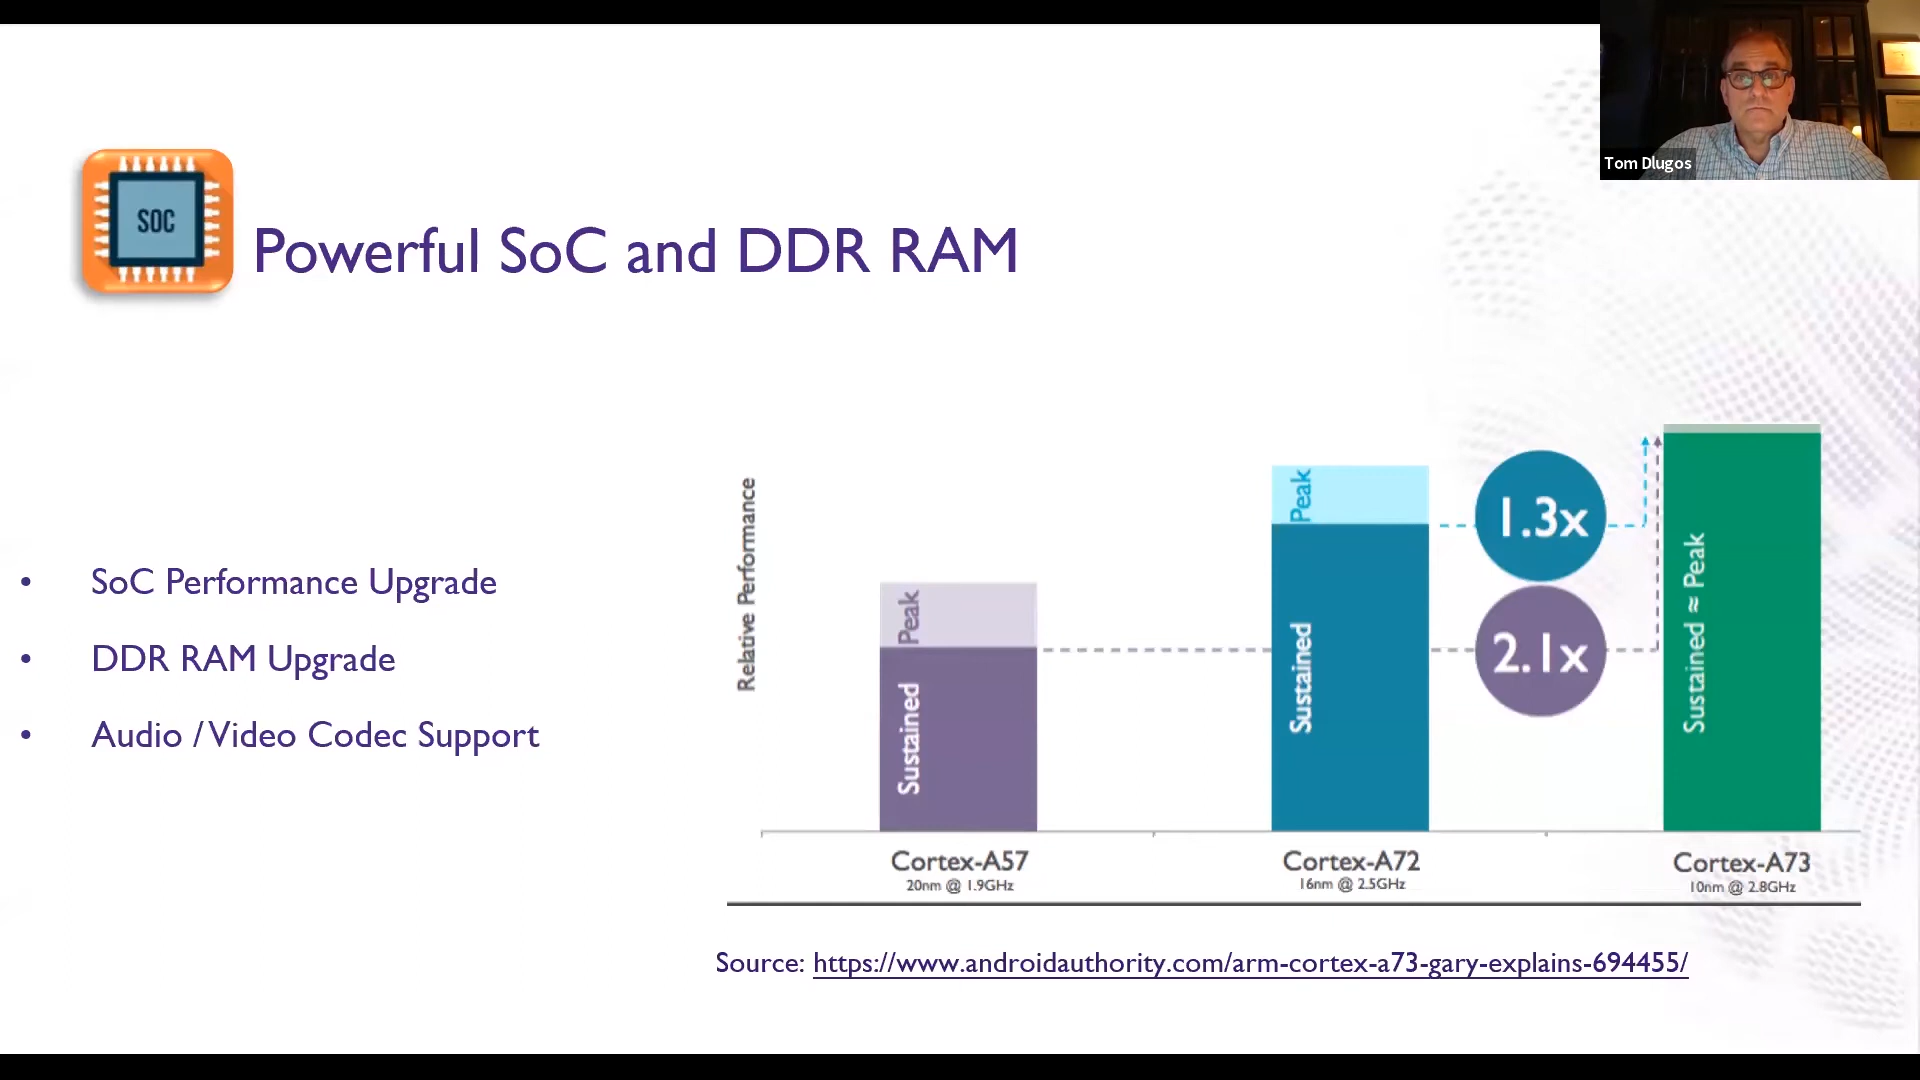 Tom Dlugos
SOC
Powerful SoC and DDR RAM
• SoC Performance Upgrade
• DDR RAM Upgrade
• Audio / Video Codec Support
Relative Performance
Peak
Sustained
Peak
Sustained
1.3x
2.1x
Sustained ≈ Peak
Cortex-A57
20nm @ 1.9GHz
Cortex-A72
16nm @ 2.5GHz
Cortex-A73
10nm @ 2.8GHz
Source: https://www.androidauthority.com/arm-cortex-a73-gary-explains-694455/